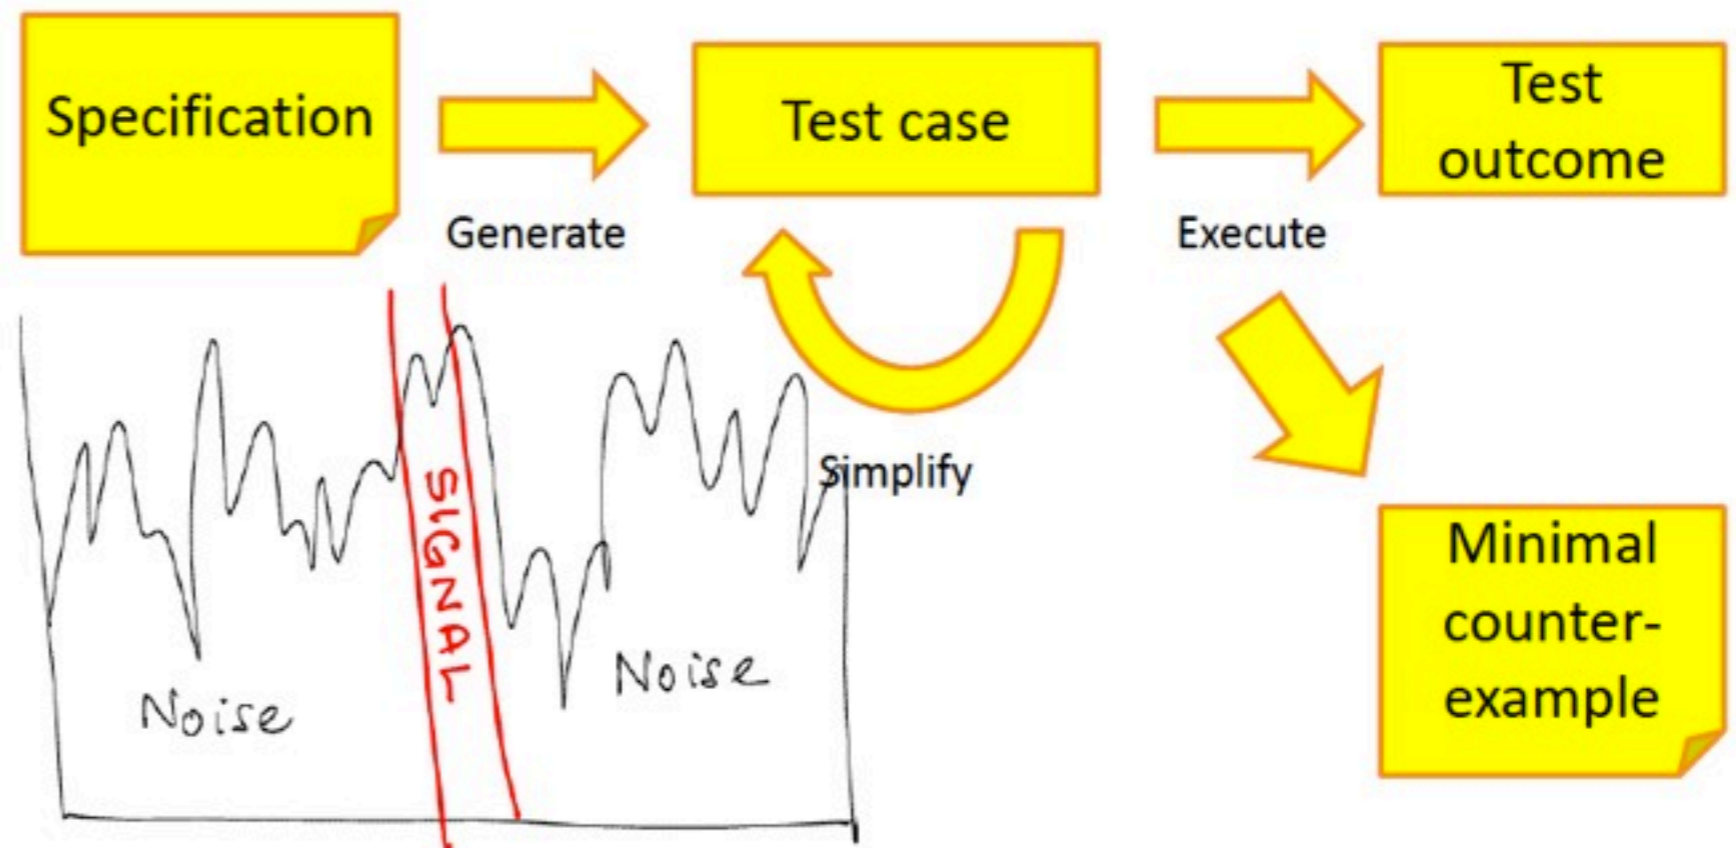 Specification
Generate
Test case
Execute
Test
outcome
Simplify
SIGNAL
Noise
Noise
Minimal
counter-
example